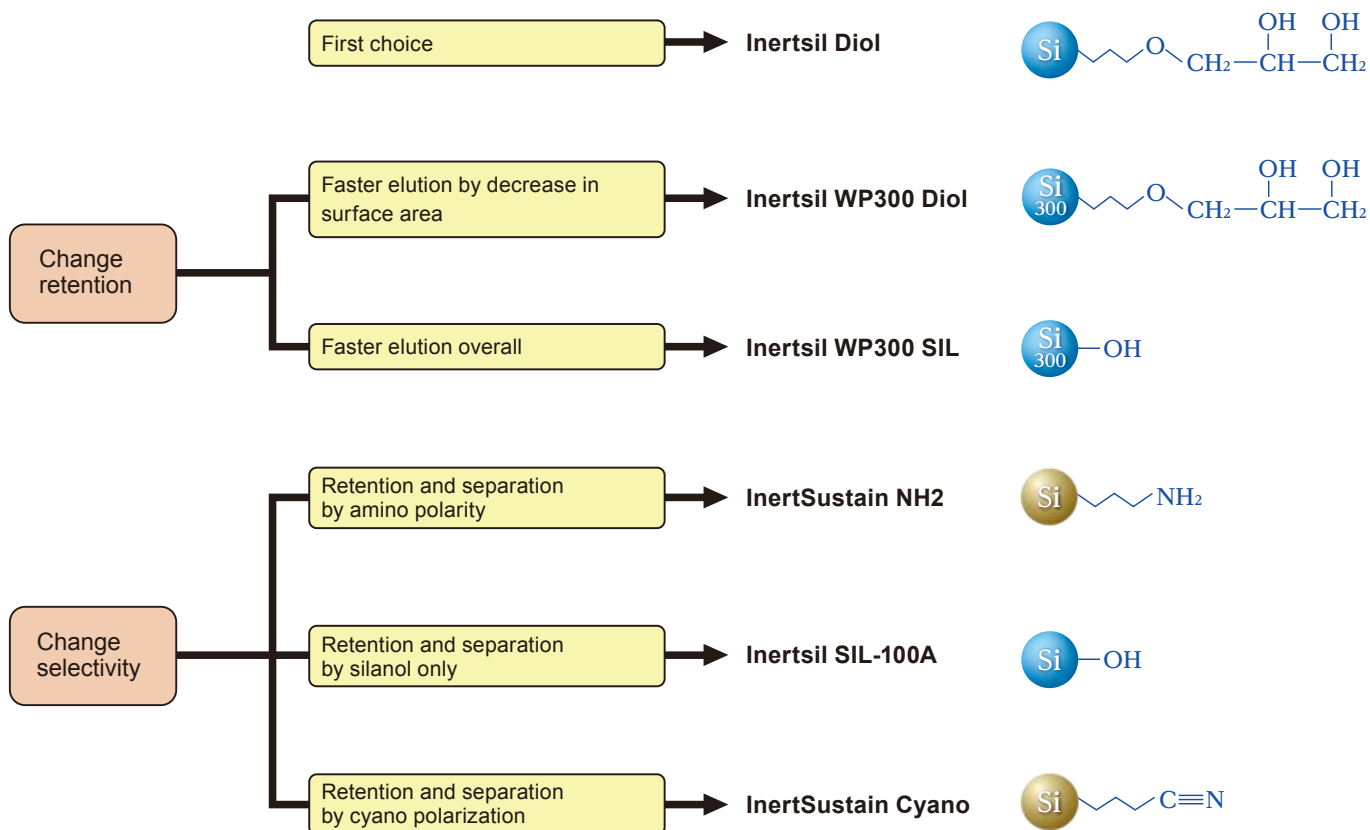 First choice
Inertsil Diol
Si
O
CH₂—CH—CH₂
OH OH
Change
retention
Faster elution by decrease in
surface area
Inertsil WP300 Diol
Si
300
O
CH₂—CH—CH₂
OH OH
Faster elution overall
Inertsil WP300 SIL
Si
300
OH
Change
selectivity
Retention and separation
by amino polarity
InertSustain NH2
Si
NH₂
Retention and separation
by silanol only
Inertsil SIL-100A
Si
OH
Retention and separation
by cyano polarization
InertSustain Cyano
Si
C≡N